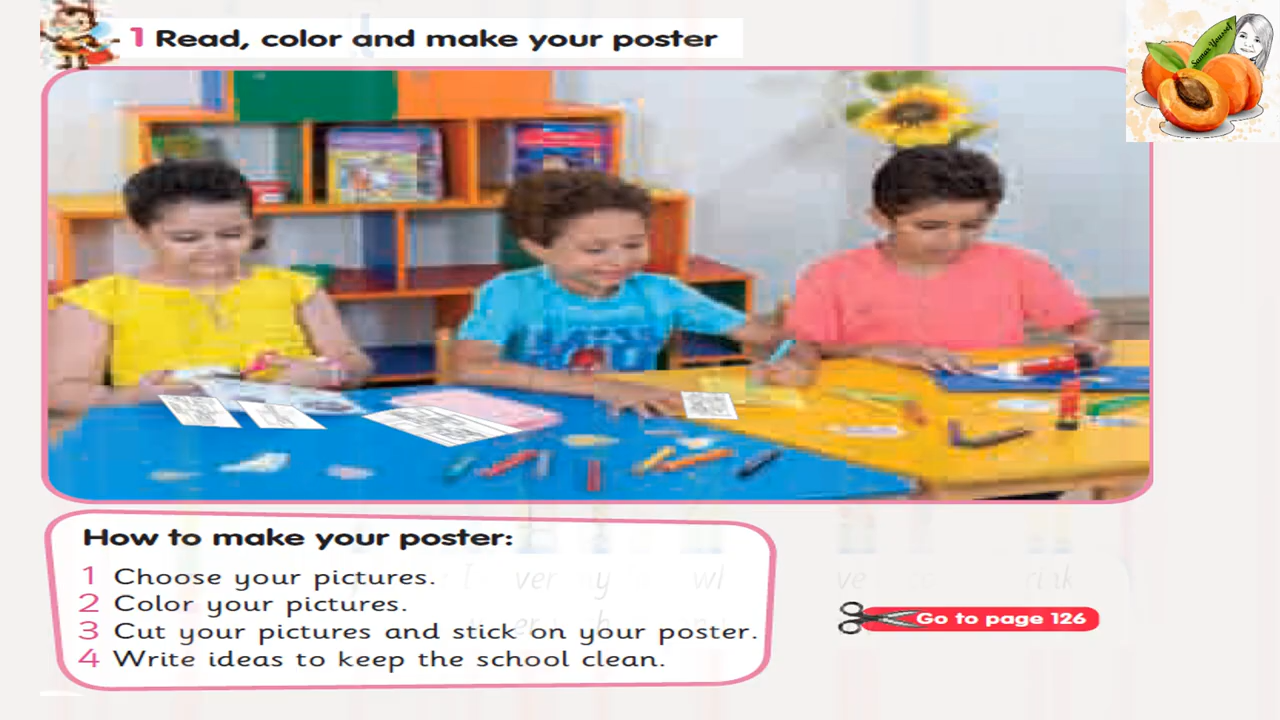 1 Read, color and make your poster
Samar Youssef
How to make your poster:
1 Choose your pictures.
2 Color your pictures.
3 Cut your pictures and stick on your poster.
4 Write ideas to keep the school clean.
Go to page 126